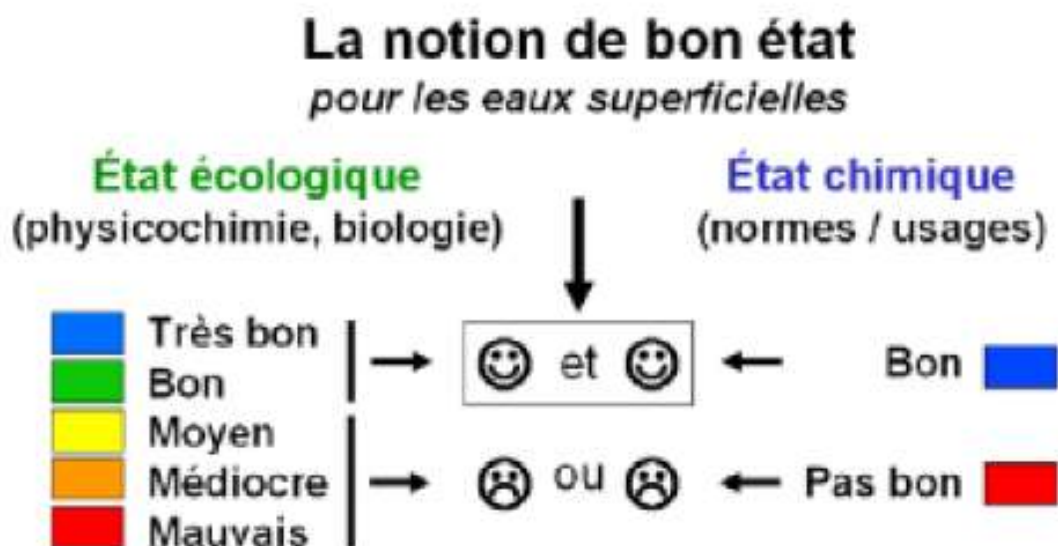 La notion de bon état
pour les eaux superficielles
État écologique
(physicochimie, biologie)
État chimique
(normes / usages)
Très bon
Bon
Moyen
Médiocre
Mauvais
et
ou
Bon
Pas bon